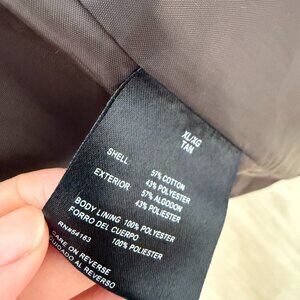 XL/XG
TAN
SHELL: 57% COTTON
43% POLYESTER
EXTERIOR: 57% ALGODON
43% POLIESTER
BODY LINING 100% POLYESTER
FORRO DEL CUERPO
100% POLIESTER
RN#54163
CARE ON REVERSE
CUIDADO AL REVERSO